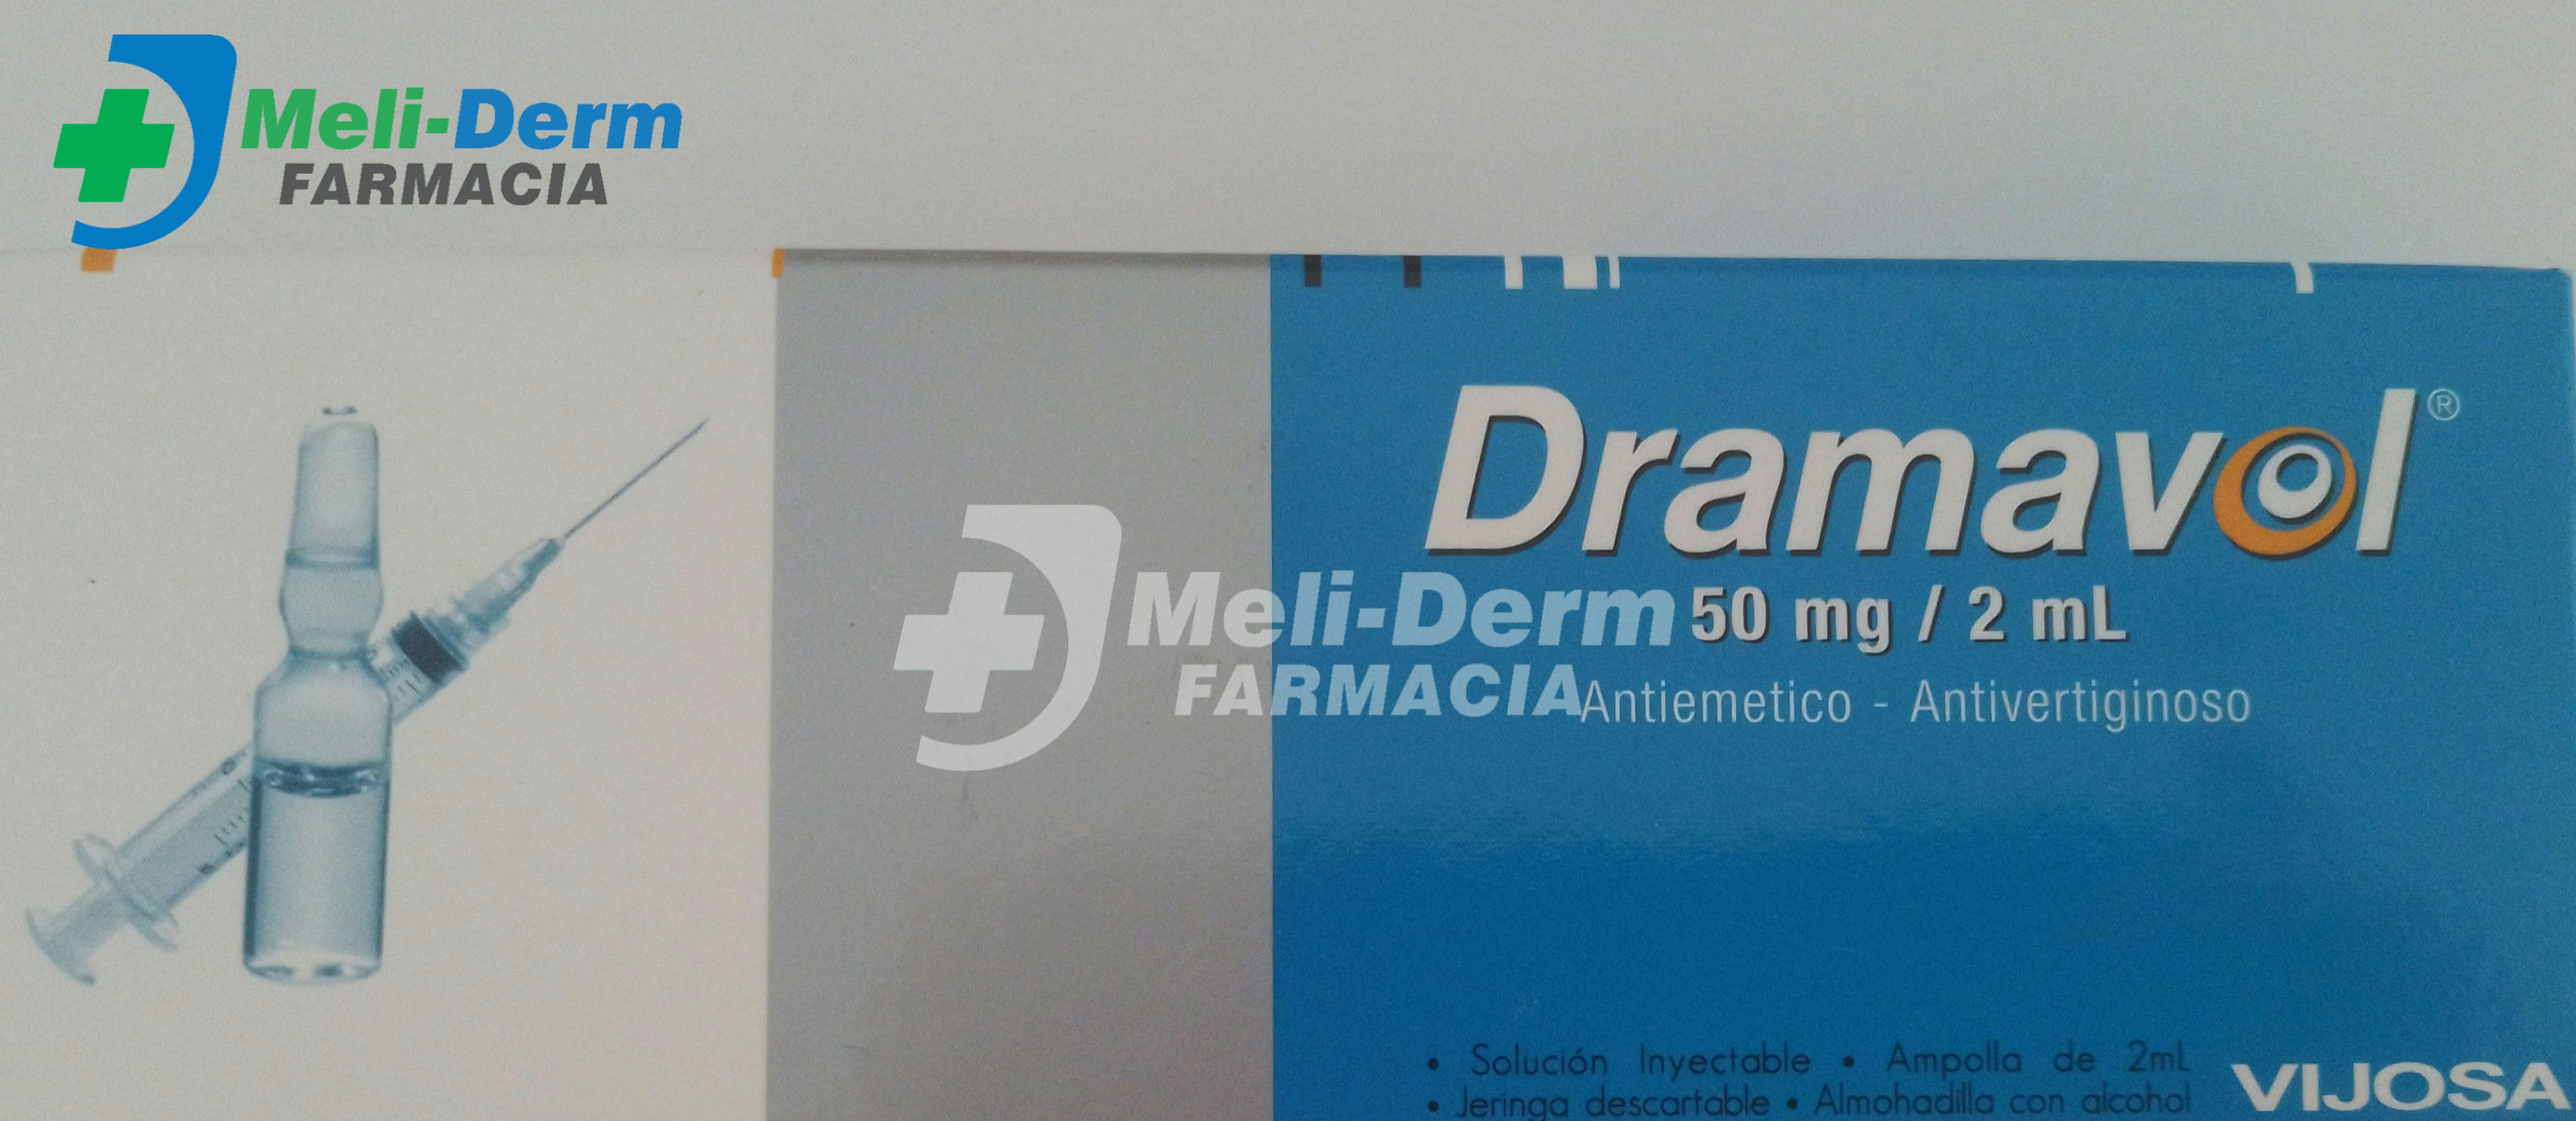 Meli-Derm
FARMACIA
Dramavol®
50 mg / 2 mL
Meli-Derm
FARMACIA
Antiemetico - Antivertiginoso
• Solución Inyectable • Ampolla de 2mL
• Jeringa descartable • Almohadilla con alcohol
VIJOSA